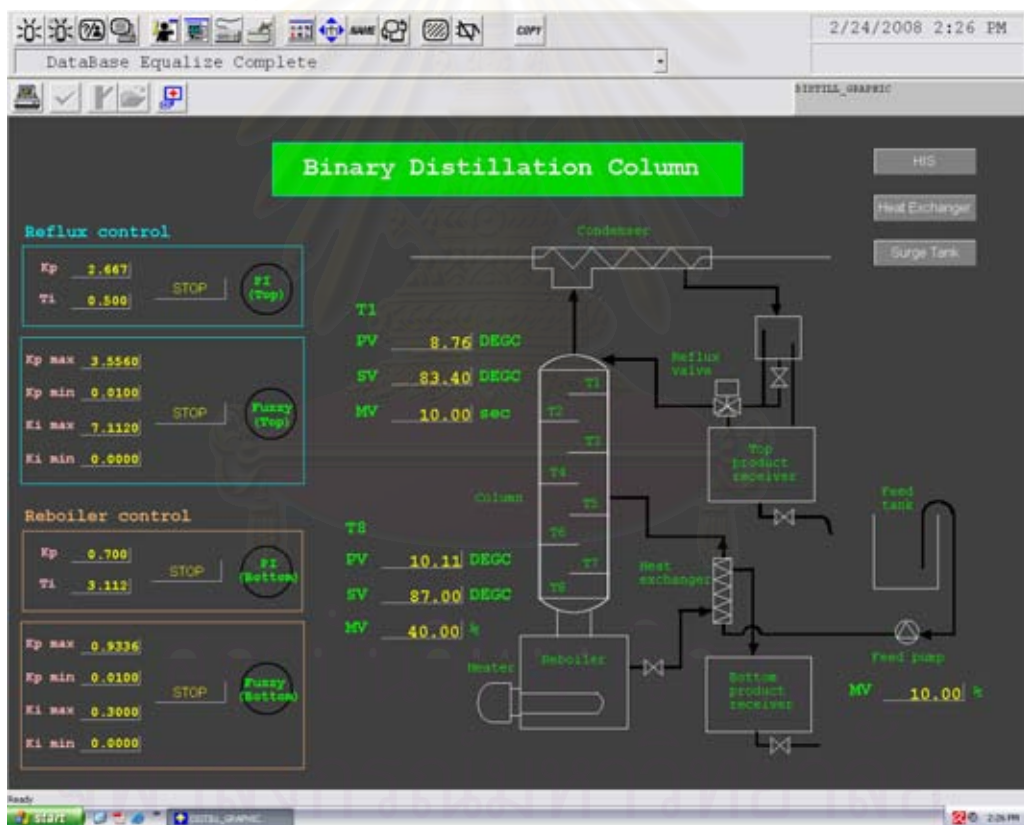 NAME
COPY
2/24/2008 2:26 PM
DataBase Equalize Complete
DISTILL_GRAPHIC
Binary Distillation Column
HIS
Heat Exchanger
Surge Tank
Reflux control
Kp 2.667
Ti 0.500
STOP
PI
(Top)
Kp max 3.5560
Kp min 0.0100
Ki max 7.1120
Ki min 0.0000
STOP
Fuzzy
(Top)
Reboiler control
Kp 0.700
Ti 3.112
STOP
PI
(Bottom)
Kp max 0.9336
Kp min 0.0100
Ki max 0.3000
Ki min 0.0000
STOP
Fuzzy
(Bottom)
T1
PV 8.76 DEGC
SV 83.40 DEGC
MV 10.00 sec
T8
PV 10.11 DEGC
SV 87.00 DEGC
MV 40.00 %
Condenser
Reflux
valve
T1
T2
T3
T4
T5
T6
T7
T8
Column
Top
product
receiver
Feed
tank
Heat
exchanger
Heater
Reboiler
Bottom
product
receiver
Feed pump
MV 10.00 %
Ready
start
DISTILL_GRAPHIC
2:26 PM